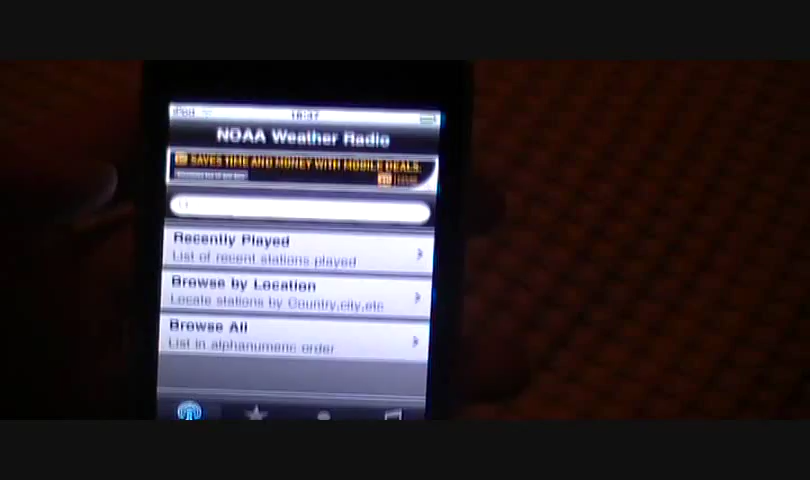 iPod
NOAA Weather Radio
SAVES TIME AND MONEY WITH MOBILE DEALS.
Recently Played
List of recent stations played
Browse by Location
Locate stations by Country,city,etc
Browse All
List in alphanumeric order